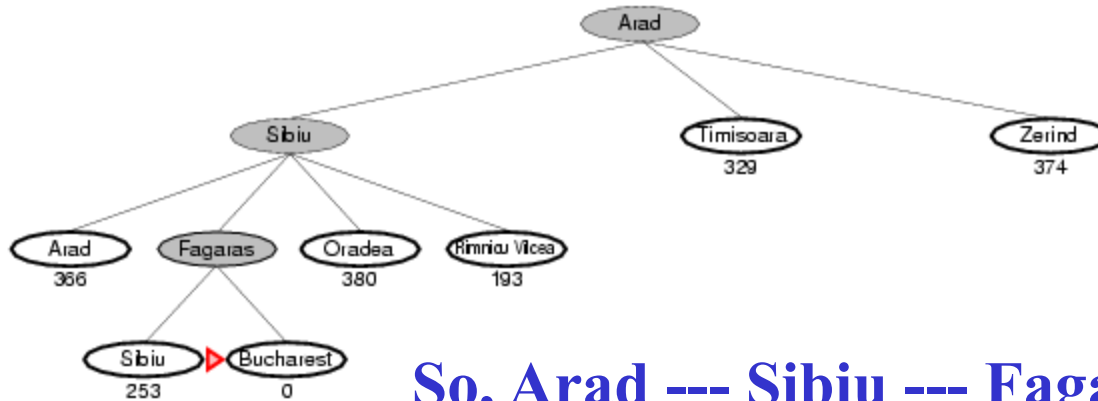 Arad
Sibiu Timisoara Zerind
329 374
Arad Fagaras Oradea Rimnicu Vilcea
366 380 193
Sibiu Bucharest
253 0
So, Arad --- Sibiu --- Faga